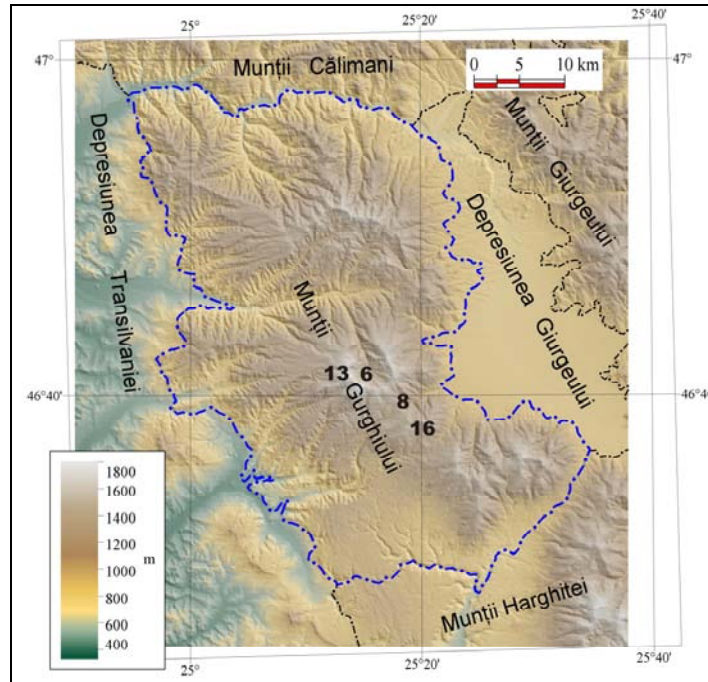 25°
25°20'
25°40'
47°
Munții Călimani
0 5 10 km
Depresiunea
Transilvaniei
Munții Giurgeului
Depresiunea Giurgeului
Munții
Gurghiului
13 6
8
16
46°40'
46°40'
1800
1600
1400
1200
m
1000
800
600
400
Munții Harghitei
25°
25°20'
25°40'